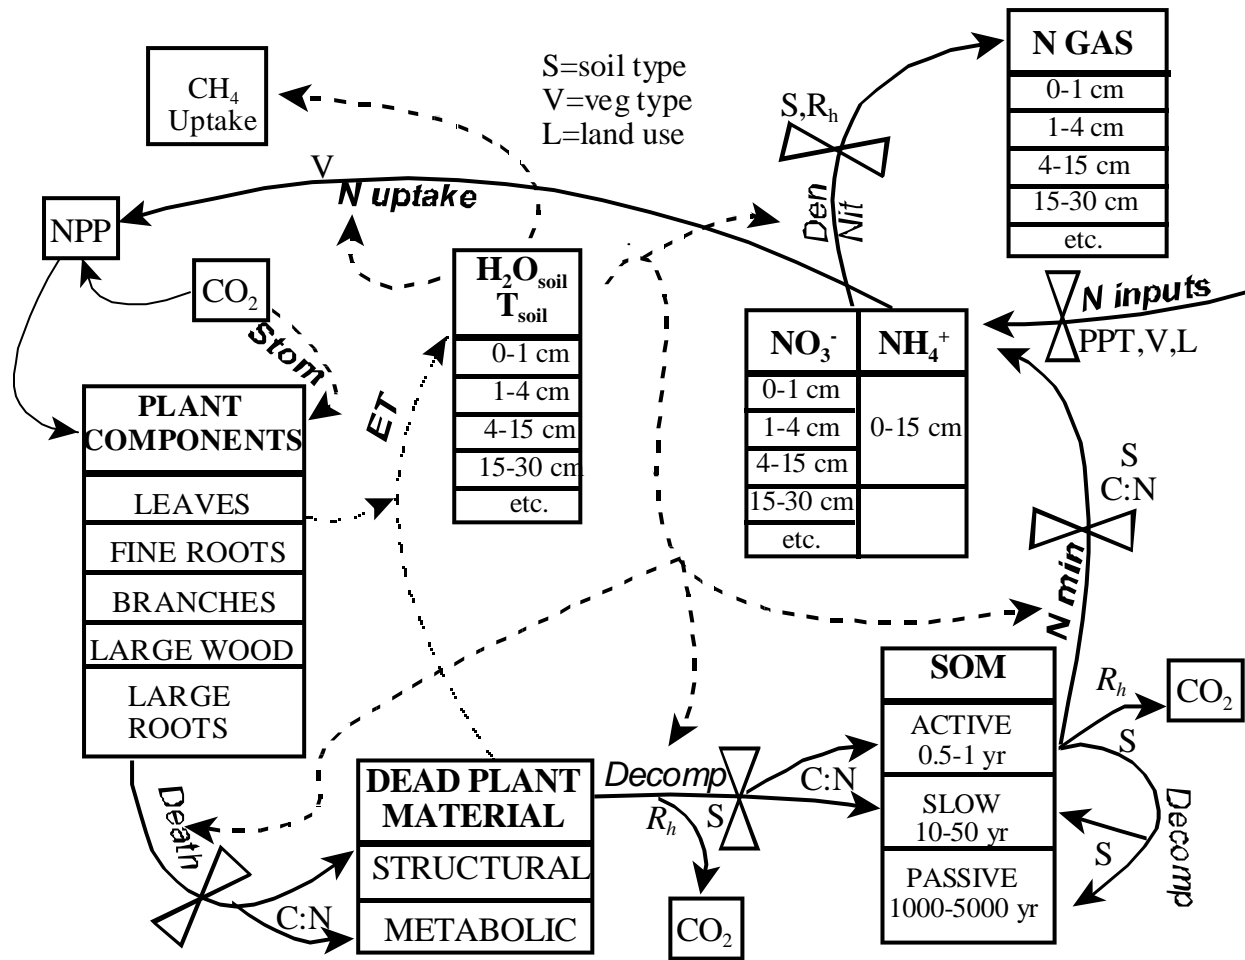 CH₄
Uptake
S=soil type
V=veg type
L=land use
N GAS
0-1 cm
1-4 cm
4-15 cm
15-30 cm
etc.
S,Rₕ
Den
Nit
V
N uptake
NPP
CO₂
Stom
H₂Osoil
Tsoil
0-1 cm
1-4 cm
4-15 cm
15-30 cm
etc.
ET
NO₃⁻
0-1 cm
1-4 cm
4-15 cm
15-30 cm
etc.
NH₄⁺
0-15 cm
N inputs
PPT,V,L
S
C:N
N min
PLANT
COMPONENTS
LEAVES
FINE ROOTS
BRANCHES
LARGE WOOD
LARGE
ROOTS
Death
C:N
DEAD PLANT
MATERIAL
STRUCTURAL
METABOLIC
Decomp
Rₕ
S
CO₂
C:N
SOM
ACTIVE
0.5-1 yr
SLOW
10-50 yr
PASSIVE
1000-5000 yr
Rₕ
CO₂
S
S
Decomp